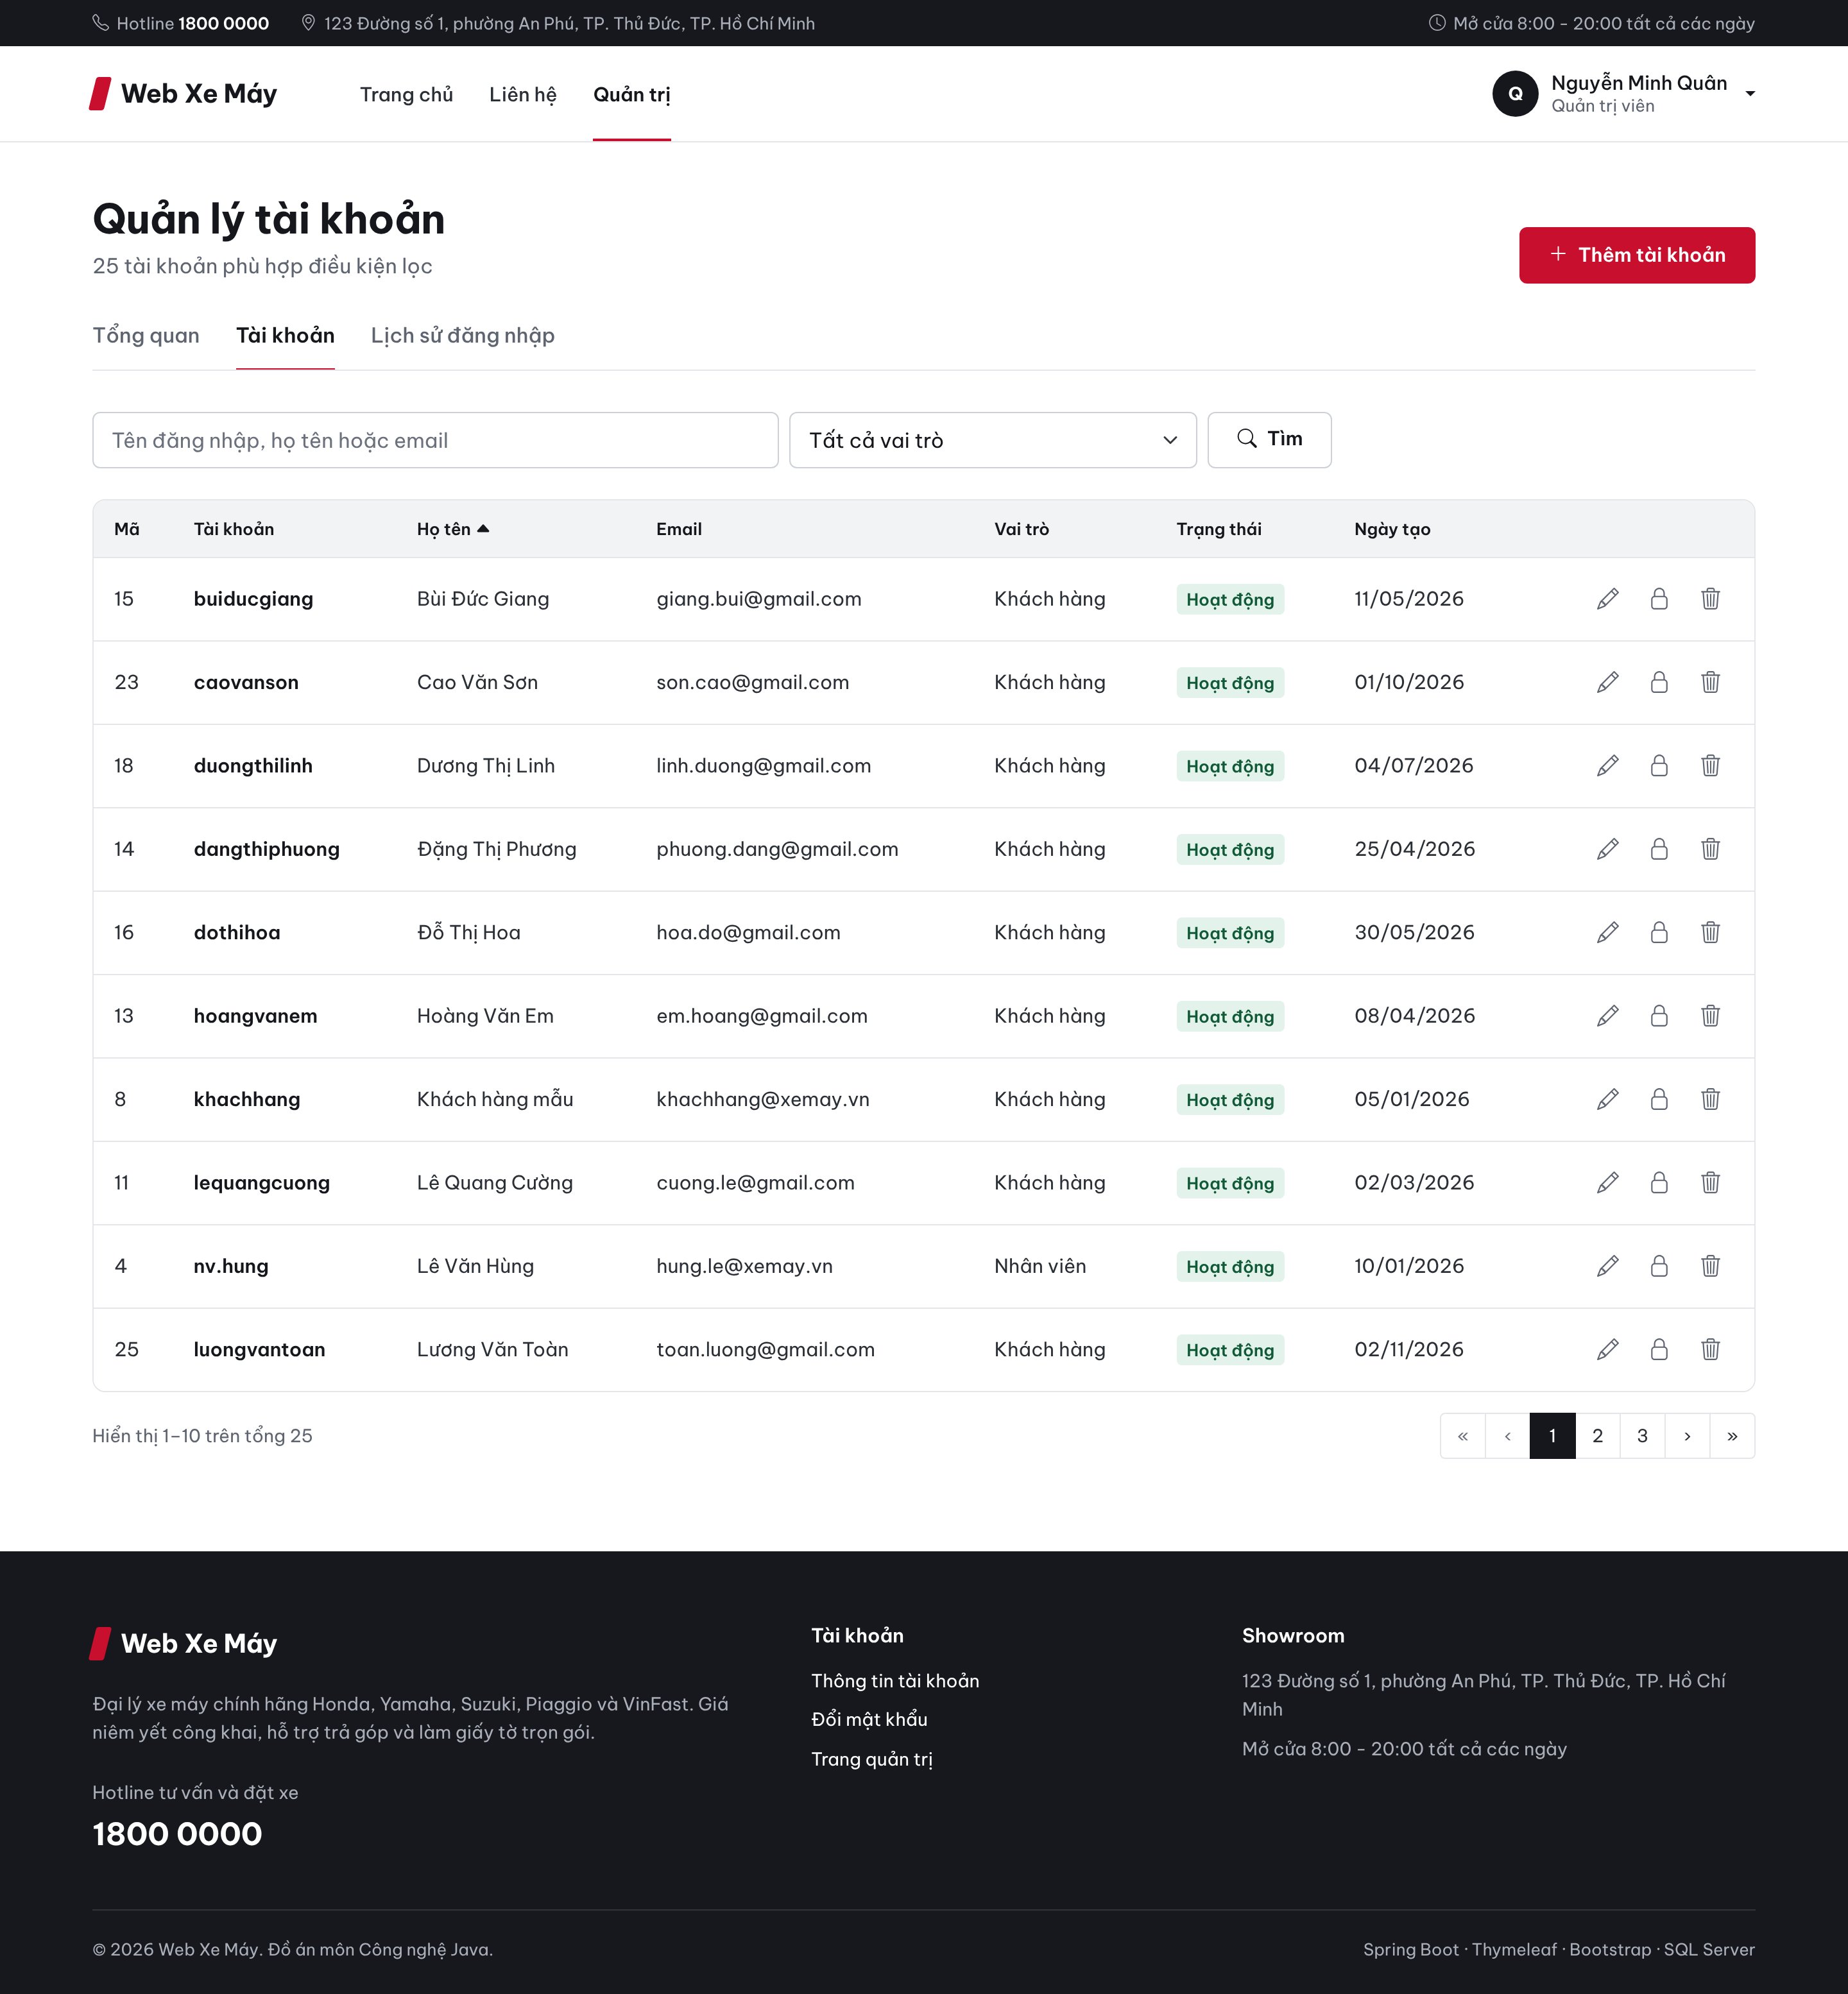 Hotline 1800 0000 123 Đường số 1, phường An Phú, TP. Thủ Đức, TP. Hồ Chí Minh Mở cửa 8:00 - 20:00 tất cả các ngày
Web Xe Máy Trang chủ Liên hệ Quản trị Q Nguyễn Minh Quân
Quản trị viên
Quản lý tài khoản
25 tài khoản phù hợp điều kiện lọc
Thêm tài khoản
Tổng quan Tài khoản Lịch sử đăng nhập
Tên đăng nhập, họ tên hoặc email Tất cả vai trò Tìm
Mã Tài khoản Họ tên Email Vai trò Trạng thái Ngày tạo
15 buiducgiang Bùi Đức Giang giang.bui@gmail.com Khách hàng Hoạt động 11/05/2026
23 caovanson Cao Văn Sơn son.cao@gmail.com Khách hàng Hoạt động 01/10/2026
18 duongthilinh Dương Thị Linh linh.duong@gmail.com Khách hàng Hoạt động 04/07/2026
14 dangthiphuong Đặng Thị Phương phuong.dang@gmail.com Khách hàng Hoạt động 25/04/2026
16 dothihoa Đỗ Thị Hoa hoa.do@gmail.com Khách hàng Hoạt động 30/05/2026
13 hoangvanem Hoàng Văn Em em.hoang@gmail.com Khách hàng Hoạt động 08/04/2026
8 khachhang Khách hàng mẫu khachhang@xemay.vn Khách hàng Hoạt động 05/01/2026
11 lequangcuong Lê Quang Cường cuong.le@gmail.com Khách hàng Hoạt động 02/03/2026
4 nv.hung Lê Văn Hùng hung.le@xemay.vn Nhân viên Hoạt động 10/01/2026
25 luongvantoan Lương Văn Toàn toan.luong@gmail.com Khách hàng Hoạt động 02/11/2026
Hiển thị 1–10 trên tổng 25 « ‹ 1 2 3 › »
Web Xe Máy
Đại lý xe máy chính hãng Honda, Yamaha, Suzuki, Piaggio và VinFast. Giá
niêm yết công khai, hỗ trợ trả góp và làm giấy tờ trọn gói.
Hotline tư vấn và đặt xe
1800 0000
Tài khoản
Thông tin tài khoản
Đổi mật khẩu
Trang quản trị
Showroom
123 Đường số 1, phường An Phú, TP. Thủ Đức, TP. Hồ Chí
Minh
Mở cửa 8:00 - 20:00 tất cả các ngày
© 2026 Web Xe Máy. Đồ án môn Công nghệ Java. Spring Boot · Thymeleaf · Bootstrap · SQL Server